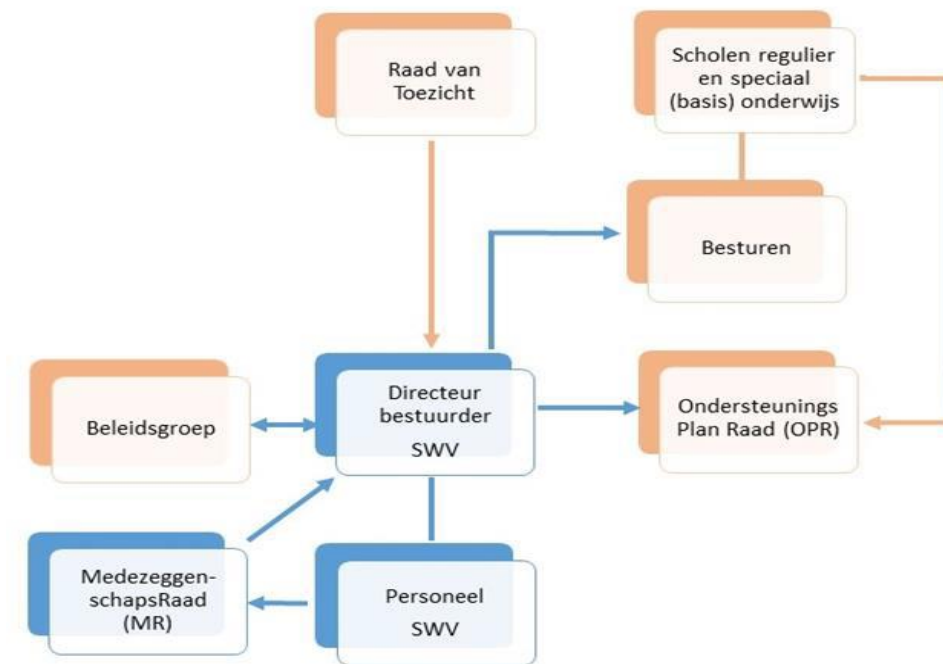 Raad van
Toezicht
Scholen regulier
en speciaal
(basis) onderwijs
Besturen
Directeur
bestuurder
SWV
Beleidsgroep
Ondersteunings
Plan Raad (OPR)
Medezeggen-
schapsRaad
(MR)
Personeel
SWV